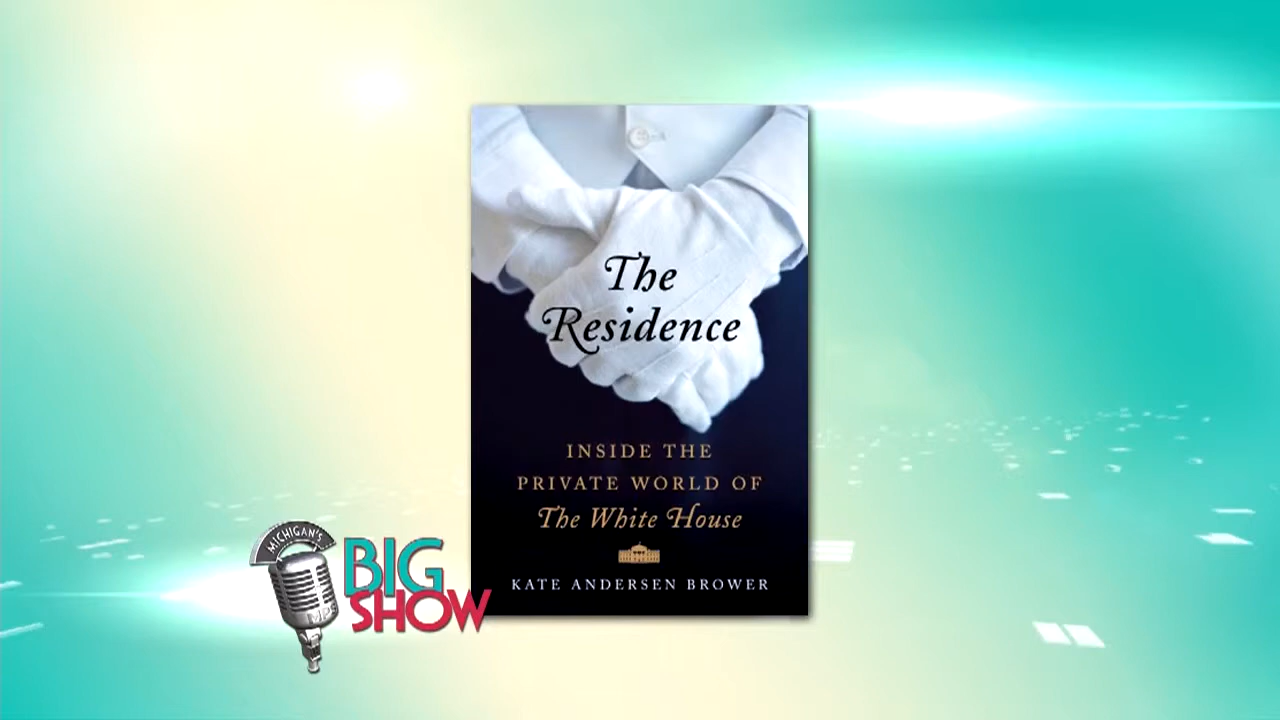 The
Residence
INSIDE THE
PRIVATE WORLD OF
The White House
KATE ANDERSEN BROWER
MICHIGAN'S
BIG
SHOW